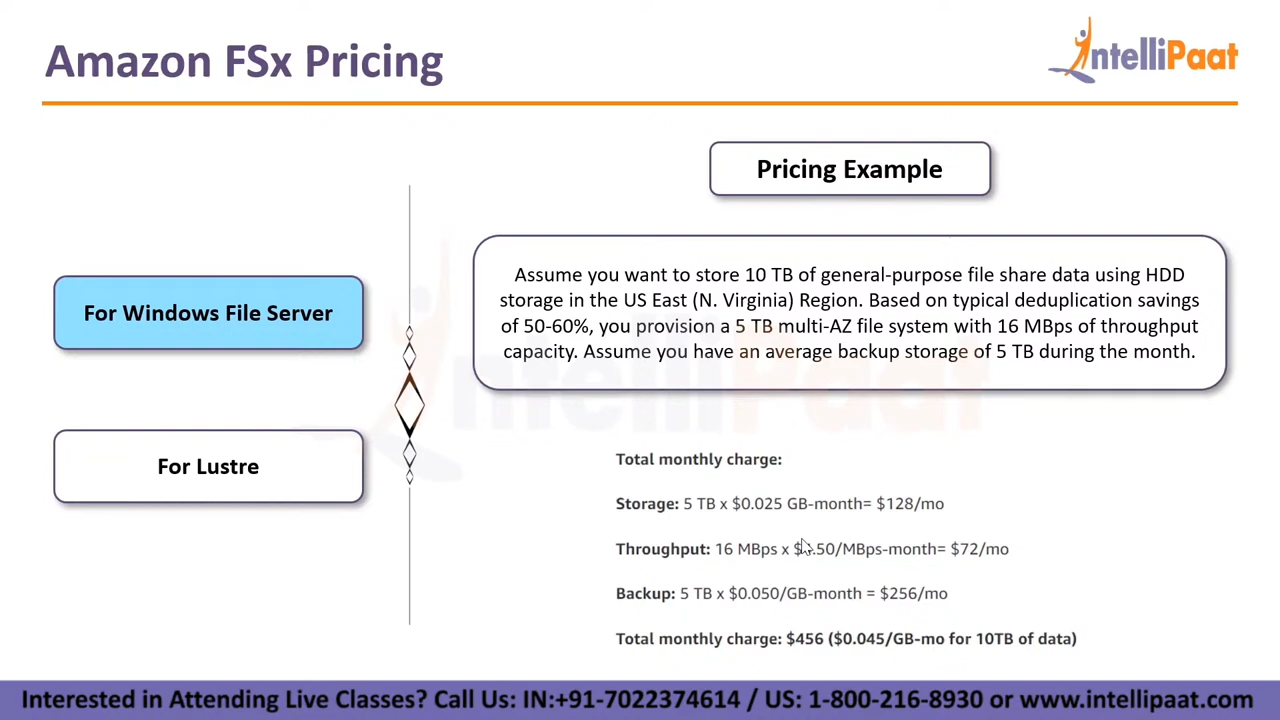 Amazon FSx Pricing
IntelliPaat
Pricing Example
Assume you want to store 10 TB of general-purpose file share data using HDD
storage in the US East (N. Virginia) Region. Based on typical deduplication savings
of 50-60%, you provision a 5 TB multi-AZ file system with 16 MBps of throughput
capacity. Assume you have an average backup storage of 5 TB during the month.
For Windows File Server
For Lustre
IntelliPaat
Total monthly charge:
Storage: 5 TB x $0.025 GB-month= $128/mo
Throughput: 16 MBps x .50/MBps-month= $72/mo
Backup: 5 TB x $0.050/GB-month = $256/mo
Total monthly charge: $456 ($0.045/GB-mo for 10TB of data)
Interested in Attending Live Classes? Call Us: IN:+91-7022374614 / US: 1-800-216-8930 or www.intellipaat.com